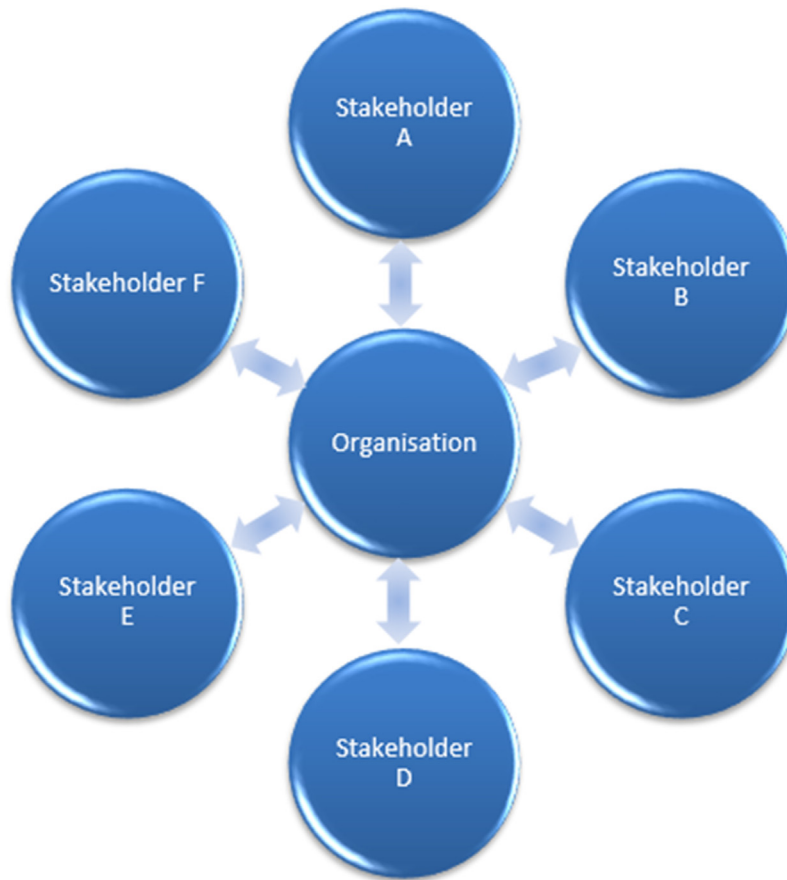 Stakeholder
A
Stakeholder F
Stakeholder
B
Organisation
Stakeholder
E
Stakeholder
C
Stakeholder
D